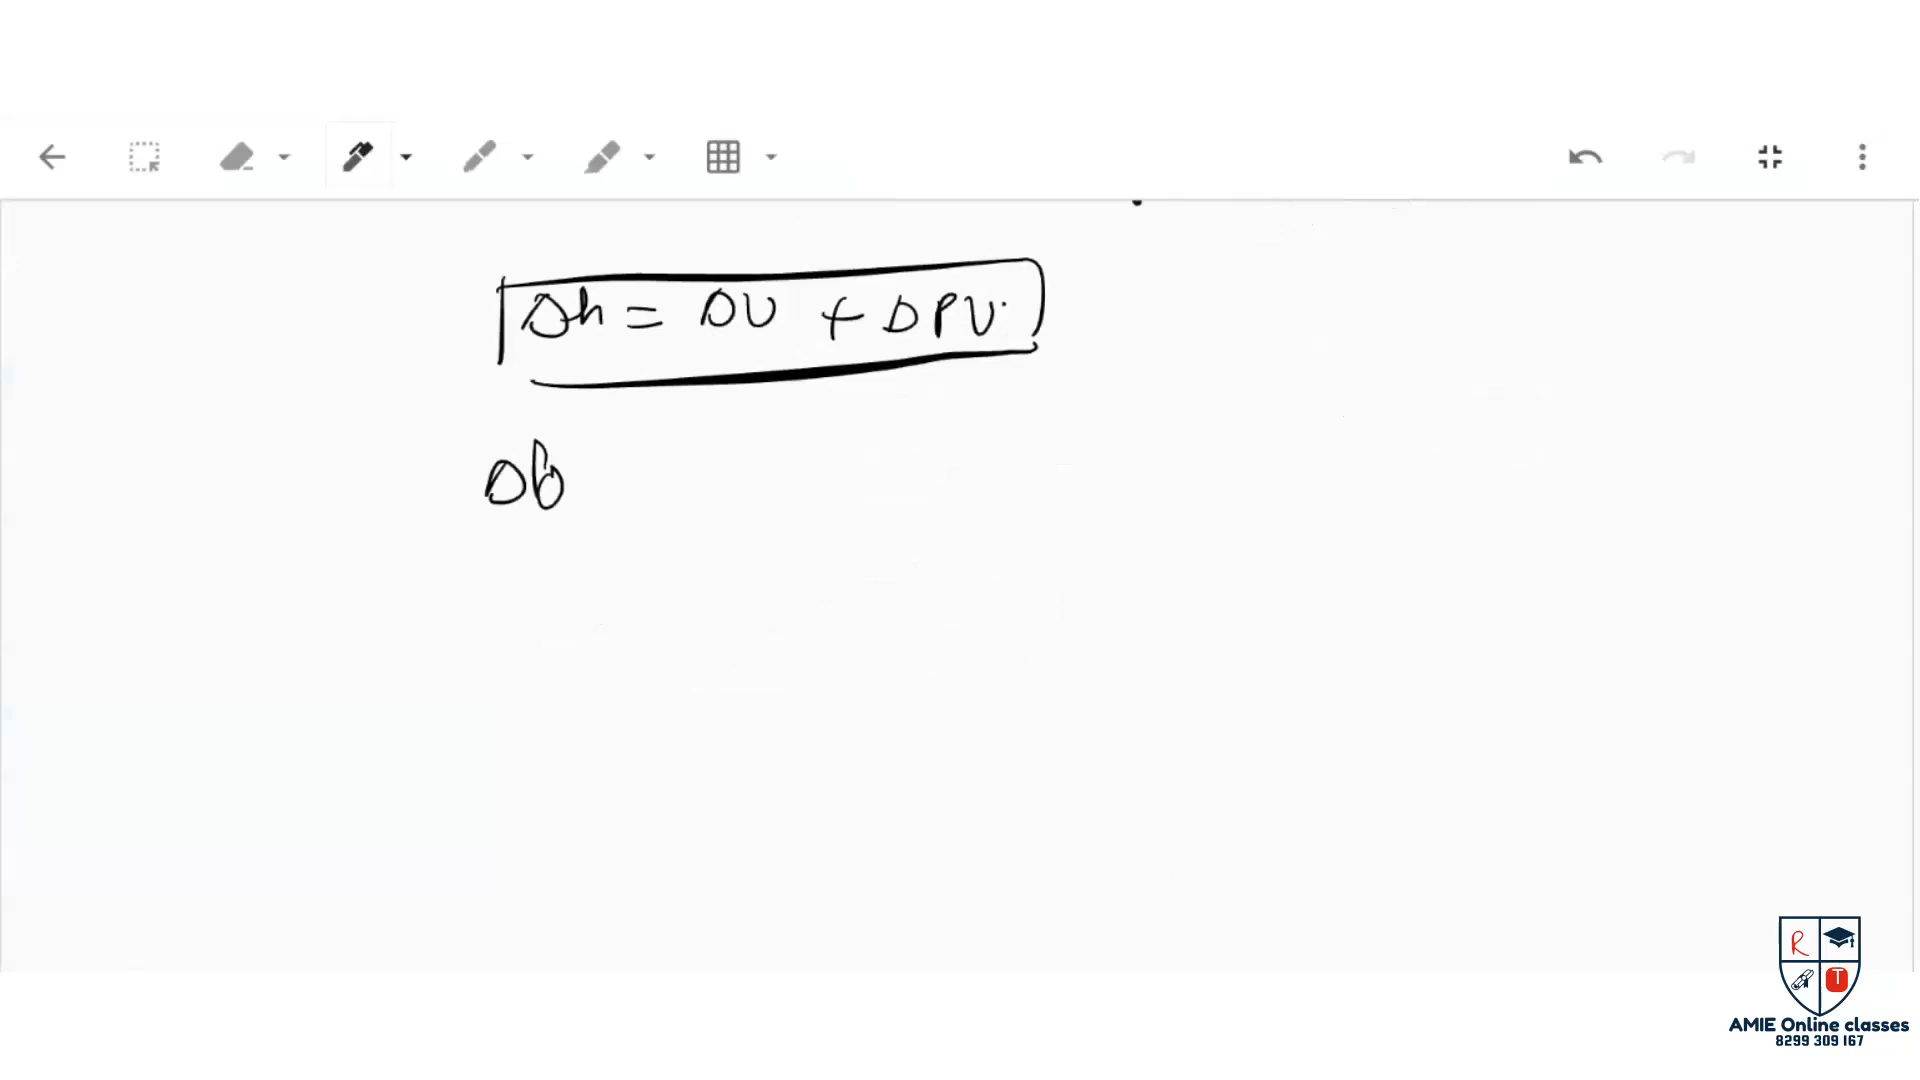 Δh = ΔU + ΔPV.
Δ
R
T
AMIE Online classes
8299 309 167